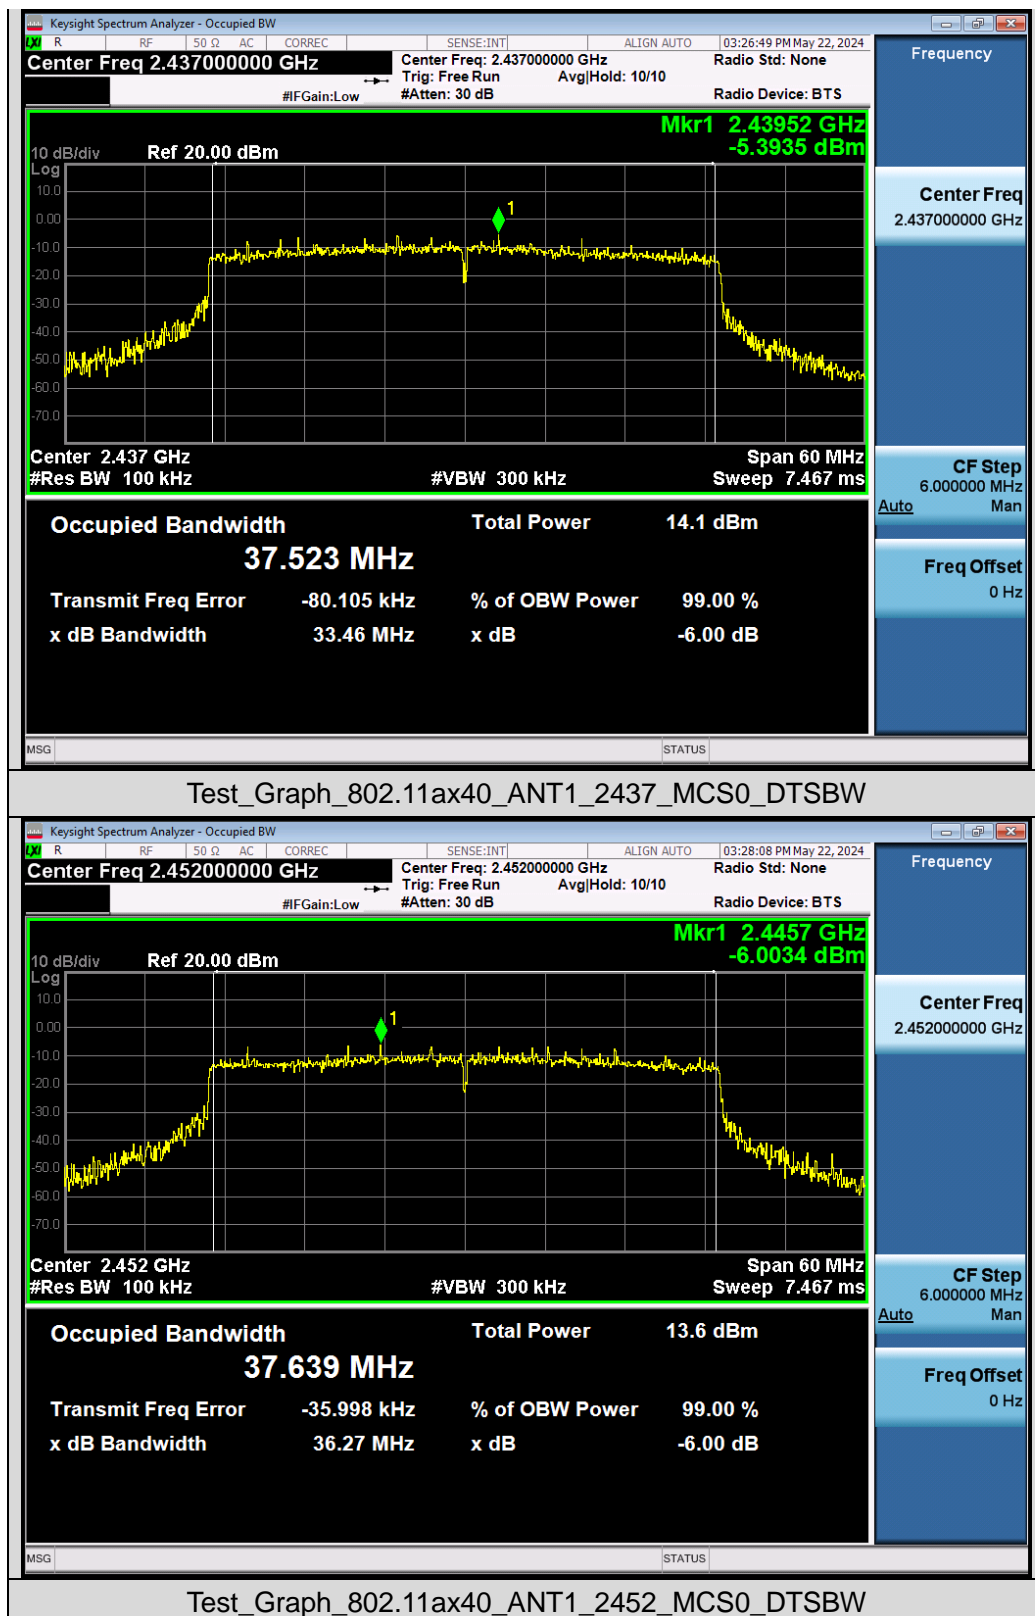 Keysight Spectrum Analyzer - Occupied BW
LXI R RF 50 Ω AC CORREC SENSE:INT ALIGN AUTO 03:26:49 PM May 22, 2024
Center Freq 2.437000000 GHz
Center Freq: 2.437000000 GHz Radio Std: None
Trig: Free Run Avg|Hold: 10/10
#IFGain:Low #Atten: 30 dB Radio Device: BTS
Frequency
Mkr1 2.43952 GHz
-5.3935 dBm
10 dB/div Ref 20.00 dBm
Log
10.0
0.00
-10.0
-20.0
-30.0
-40.0
-50.0
-60.0
-70.0
1
Center 2.437 GHz Span 60 MHz
#Res BW 100 kHz #VBW 300 kHz Sweep 7.467 ms
Center Freq
2.437000000 GHz
CF Step
6.000000 MHz
Auto Man
Freq Offset
0 Hz
Occupied Bandwidth Total Power 14.1 dBm
37.523 MHz
Transmit Freq Error -80.105 kHz % of OBW Power 99.00 %
x dB Bandwidth 33.46 MHz x dB -6.00 dB
MSG STATUS
Test_Graph_802.11ax40_ANT1_2437_MCS0_DTSBW
Keysight Spectrum Analyzer - Occupied BW
LXI R RF 50 Ω AC CORREC SENSE:INT ALIGN AUTO 03:28:08 PM May 22, 2024
Center Freq 2.452000000 GHz
Center Freq: 2.452000000 GHz Radio Std: None
Trig: Free Run Avg|Hold: 10/10
#IFGain:Low #Atten: 30 dB Radio Device: BTS
Frequency
Mkr1 2.4457 GHz
-6.0034 dBm
10 dB/div Ref 20.00 dBm
Log
10.0
0.00
-10.0
-20.0
-30.0
-40.0
-50.0
-60.0
-70.0
1
Center 2.452 GHz Span 60 MHz
#Res BW 100 kHz #VBW 300 kHz Sweep 7.467 ms
Center Freq
2.452000000 GHz
CF Step
6.000000 MHz
Auto Man
Freq Offset
0 Hz
Occupied Bandwidth Total Power 13.6 dBm
37.639 MHz
Transmit Freq Error -35.998 kHz % of OBW Power 99.00 %
x dB Bandwidth 36.27 MHz x dB -6.00 dB
MSG STATUS
Test_Graph_802.11ax40_ANT1_2452_MCS0_DTSBW